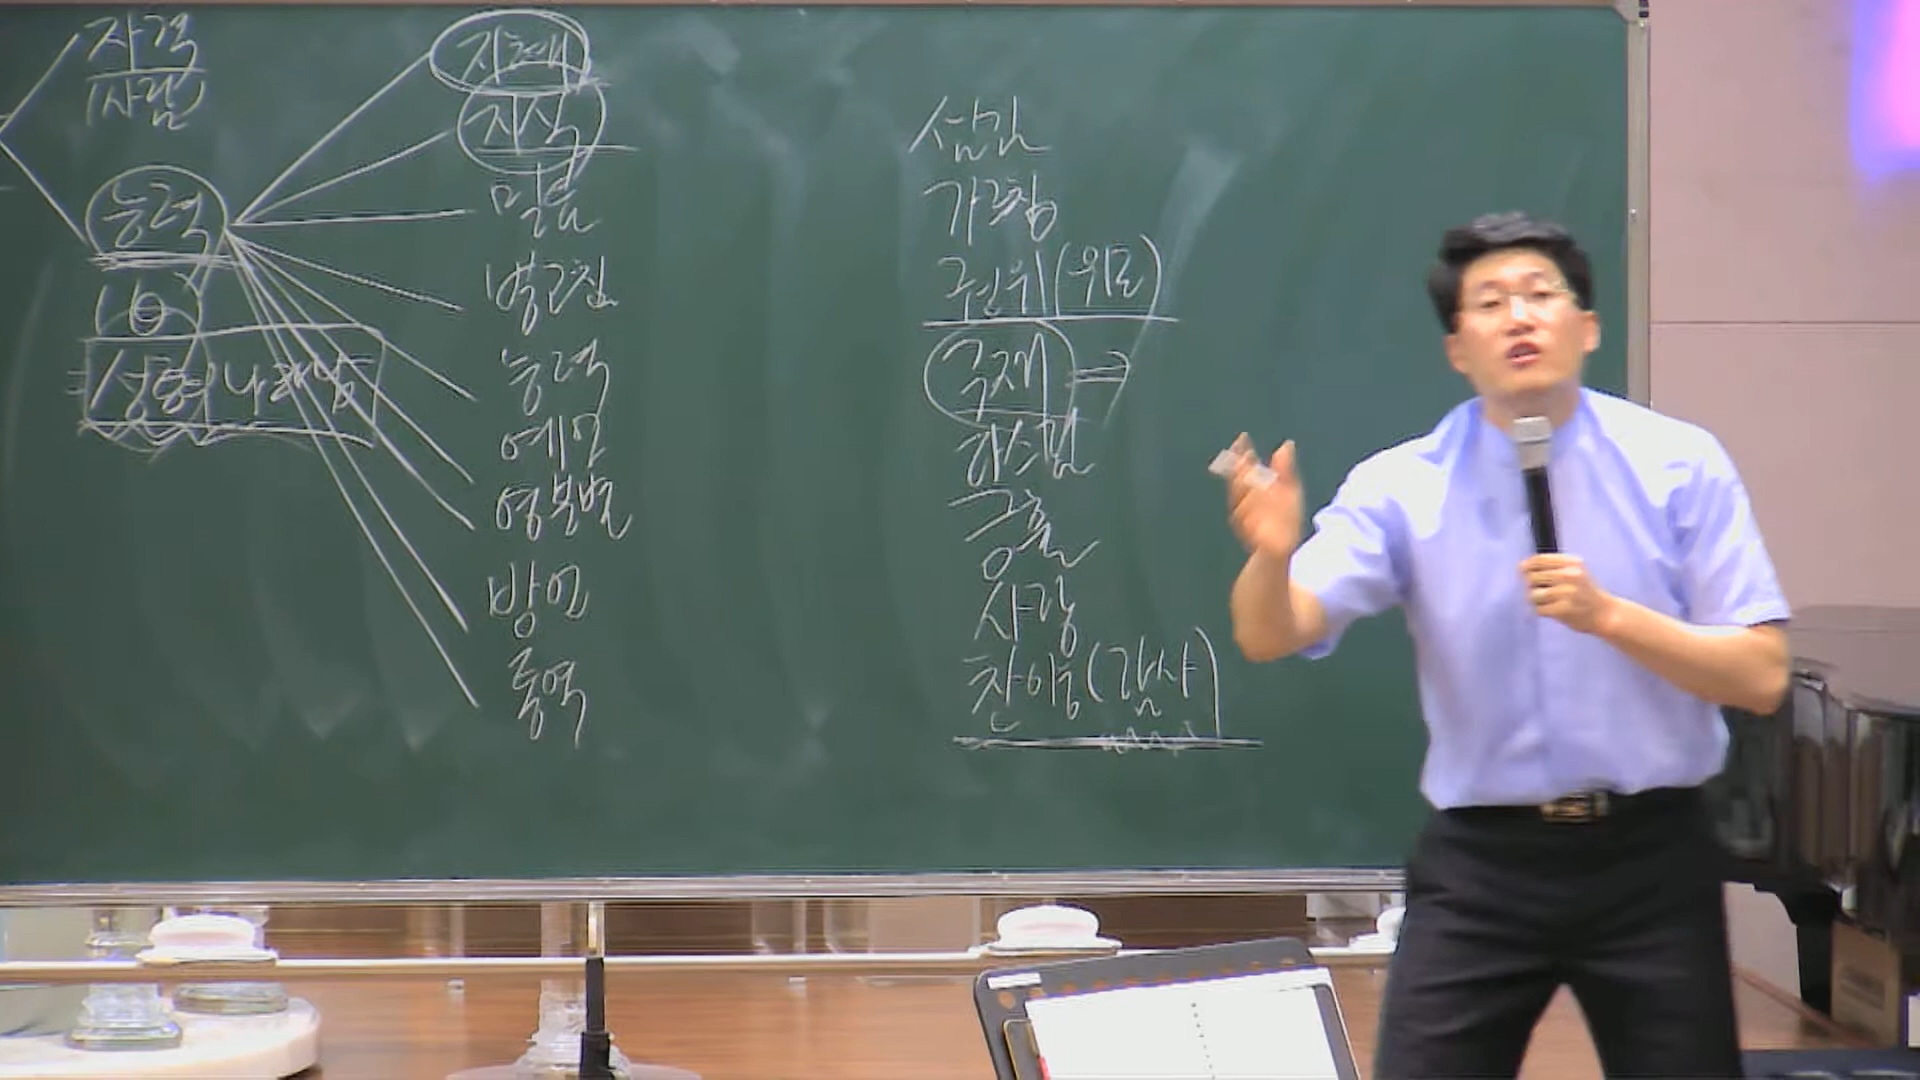 자격
(사람)
능력
(영)
성령 나타남
지혜
지식
믿음
병고침
능력
예언
영분별
방언
통역
섬김
가르침
권위(위로)
구제 ⇒
다스림
긍휼
사랑
찬양(감사)